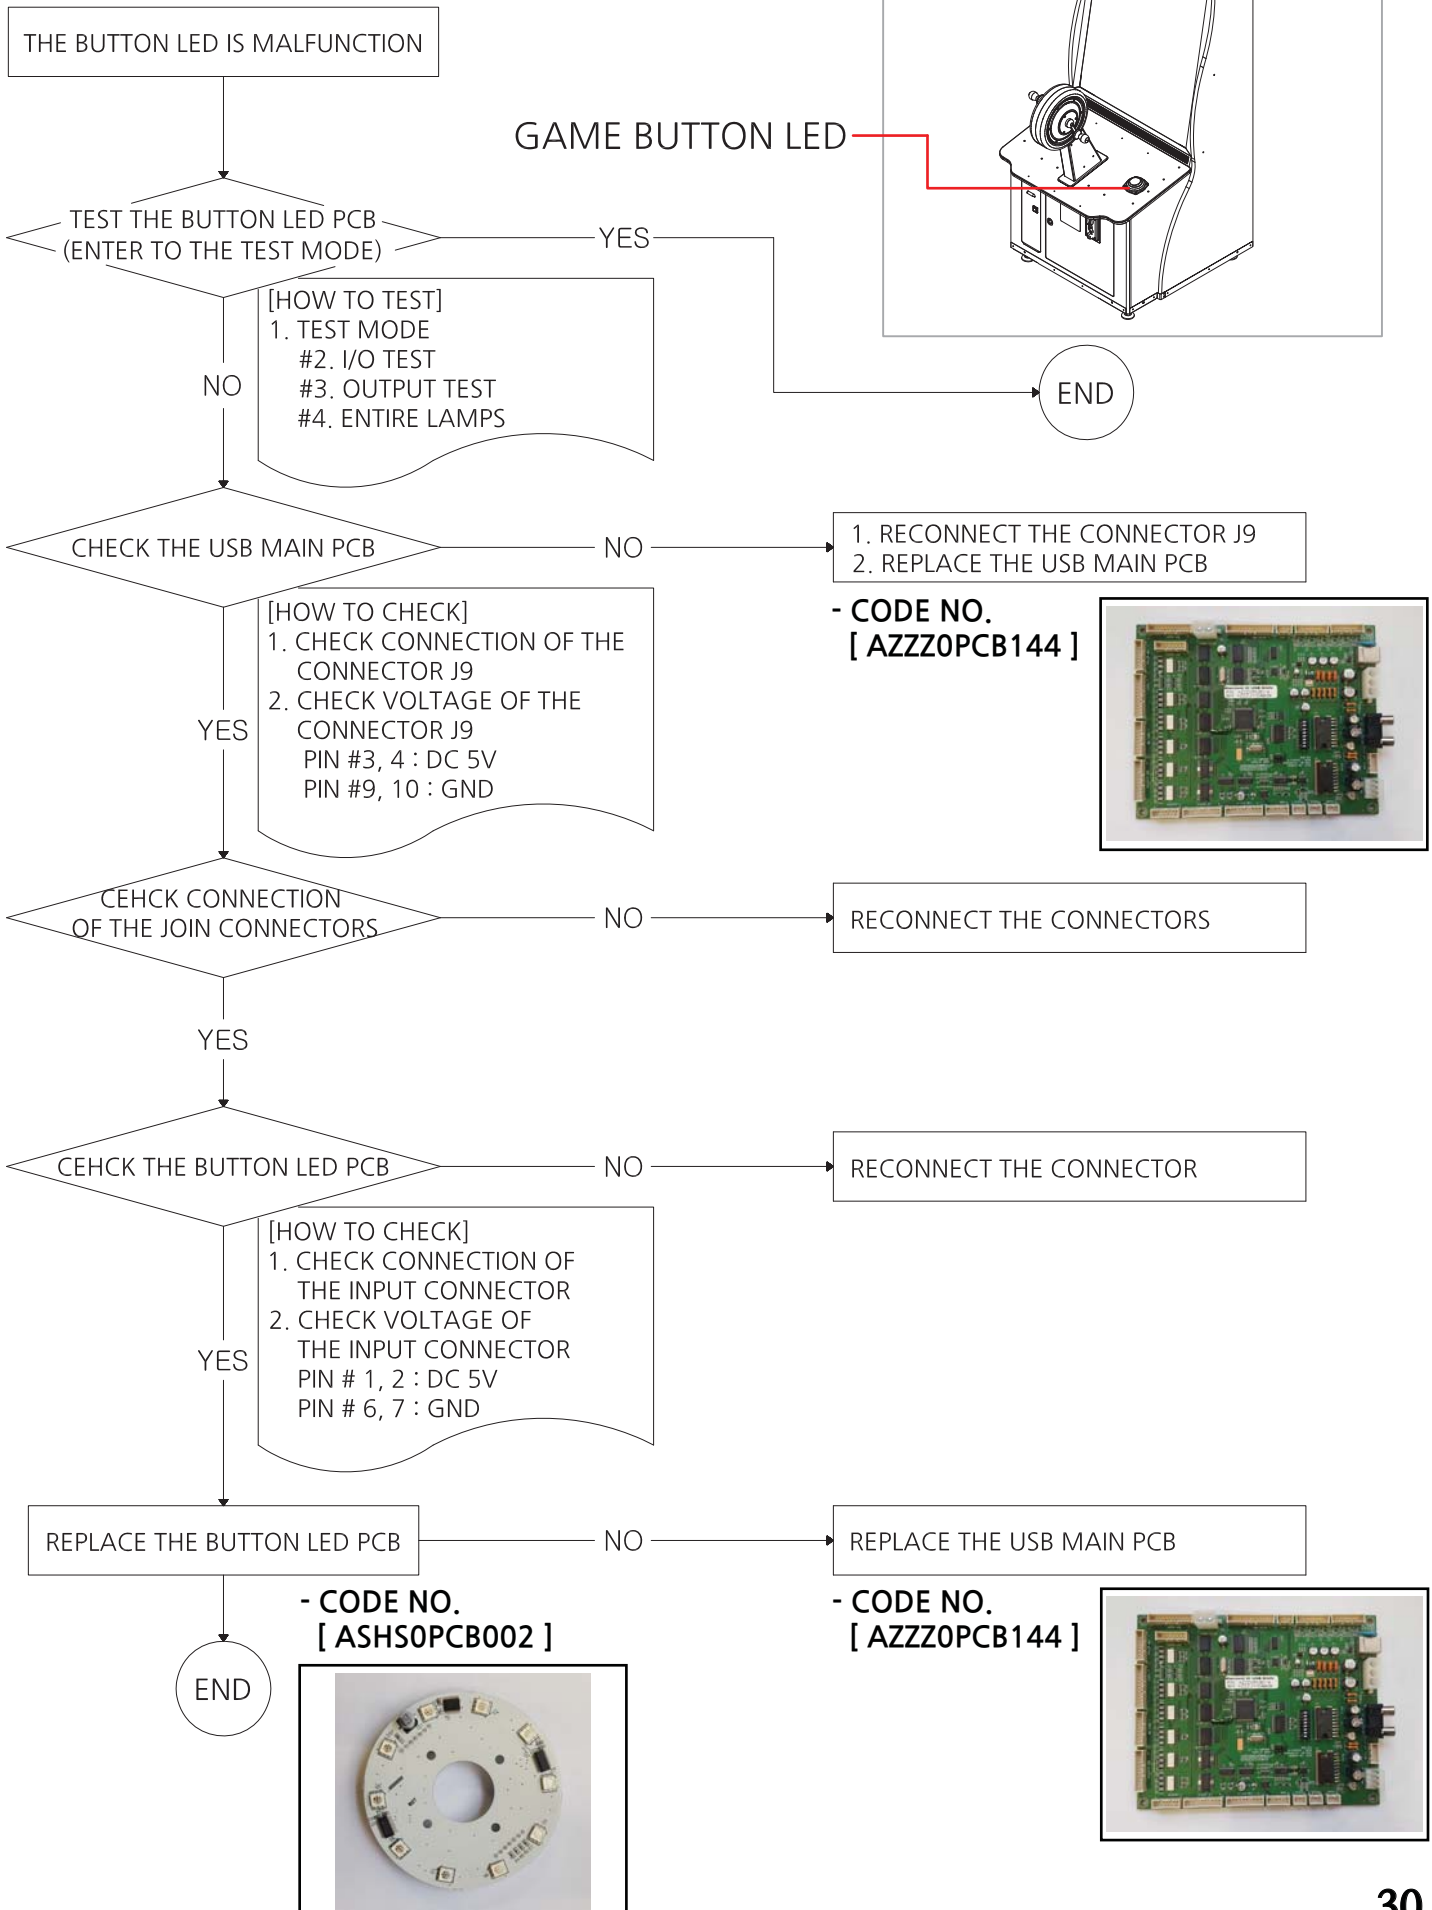 THE BUTTON LED IS MALFUNCTION
GAME BUTTON LED
TEST THE BUTTON LED PCB
(ENTER TO THE TEST MODE)
YES
[HOW TO TEST]
1. TEST MODE
#2. I/O TEST
#3. OUTPUT TEST
#4. ENTIRE LAMPS
NO
END
CHECK THE USB MAIN PCB
NO
1. RECONNECT THE CONNECTOR J9
2. REPLACE THE USB MAIN PCB
- CODE NO.
[ AZZZ0PCB144 ]
[HOW TO CHECK]
1. CHECK CONNECTION OF THE
CONNECTOR J9
2. CHECK VOLTAGE OF THE
CONNECTOR J9
PIN #3, 4 : DC 5V
PIN #9, 10 : GND
YES
CEHCK CONNECTION
OF THE JOIN CONNECTORS
NO
RECONNECT THE CONNECTORS
YES
CEHCK THE BUTTON LED PCB
NO
RECONNECT THE CONNECTOR
[HOW TO CHECK]
1. CHECK CONNECTION OF
THE INPUT CONNECTOR
2. CHECK VOLTAGE OF
THE INPUT CONNECTOR
PIN # 1, 2 : DC 5V
PIN # 6, 7 : GND
YES
REPLACE THE BUTTON LED PCB
NO
REPLACE THE USB MAIN PCB
- CODE NO.
[ ASHS0PCB002 ]
- CODE NO.
[ AZZZ0PCB144 ]
END
30